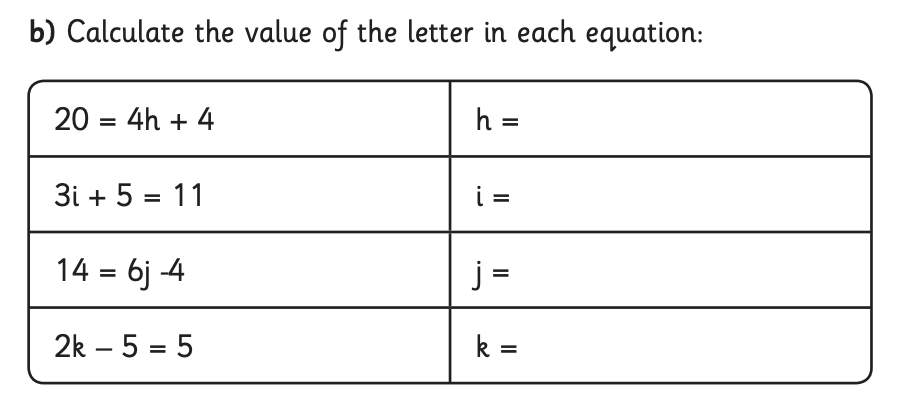 b) Calculate the value of the letter in each equation:
20 = 4h + 4
h =
3i + 5 = 11
i =
14 = 6j -4
j =
2k – 5 = 5
k =